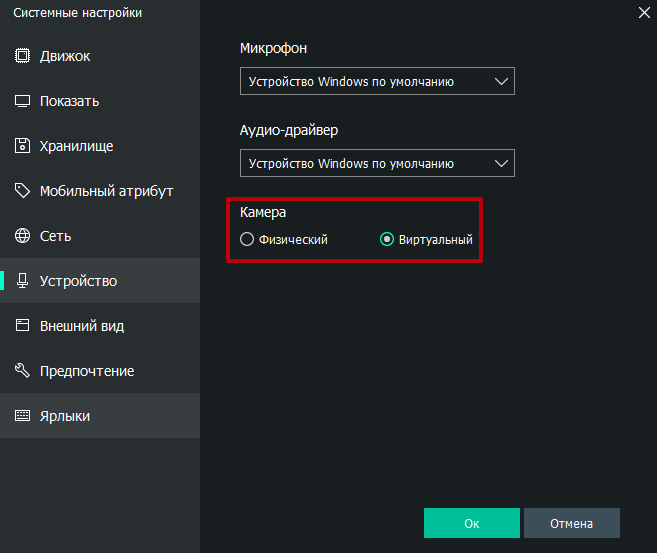 Системные настройки
Движок
Показать
Хранилище
Мобильный атрибут
Сеть
Устройство
Внешний вид
Предпочтение
Ярлыки
Микрофон
Устройство Windows по умолчанию
Аудио-драйвер
Устройство Windows по умолчанию
Камера
Физический Виртуальный
Ок Отмена